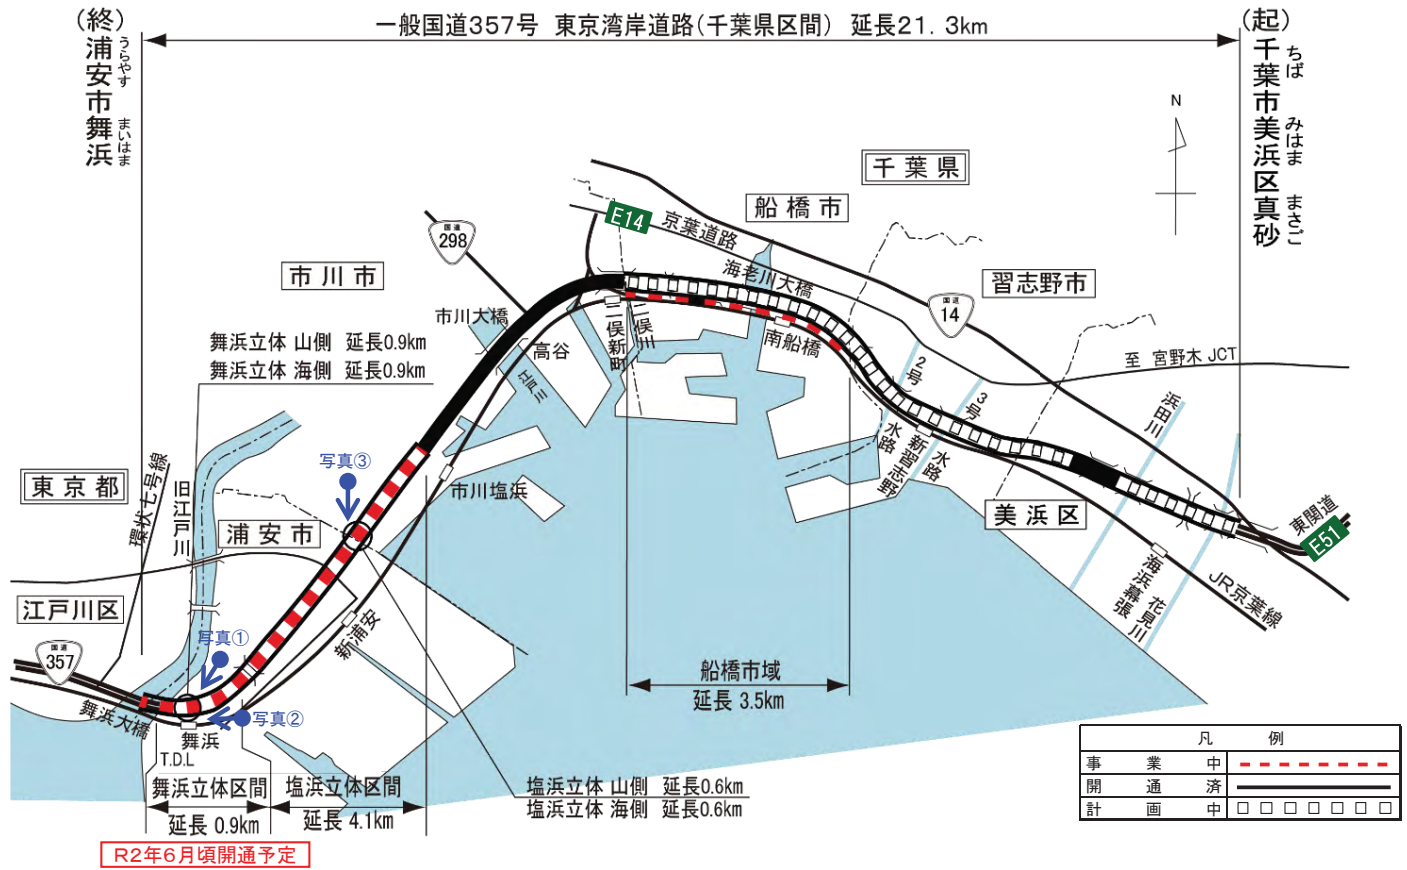 一般国道357号 東京湾岸道路(千葉県区間) 延長21.3km
(終)
浦安市舞浜
うらやす
まいはま
(起)
千葉市美浜区真砂
ちば
みはま
まさご
N
千葉県
船橋市
習志野市
市川市
美浜区
東京都
浦安市
江戸川区
E14
京葉道路
国道
298
国道
14
国道
357
海老川大橋
市川大橋
高谷
江戸川
二俣新町
二俣川
南船橋
2号
水路
3号
水路
新習志野
至 宮野木 JCT
浜田川
東関道
E51
JR京葉線
海浜幕張
花見川
舞浜立体 山側 延長0.9km
舞浜立体 海側 延長0.9km
写真③
市川塩浜
環状七号線
旧江戸川
写真①
新浦安
写真②
舞浜大橋
舞浜
T.D.L
舞浜立体区間
延長 0.9km
塩浜立体区間
延長 4.1km
船橋市域
延長 3.5km
塩浜立体 山側 延長0.6km
塩浜立体 海側 延長0.6km
R2年6月頃開通予定
凡 例
事業中
開通済
計画中